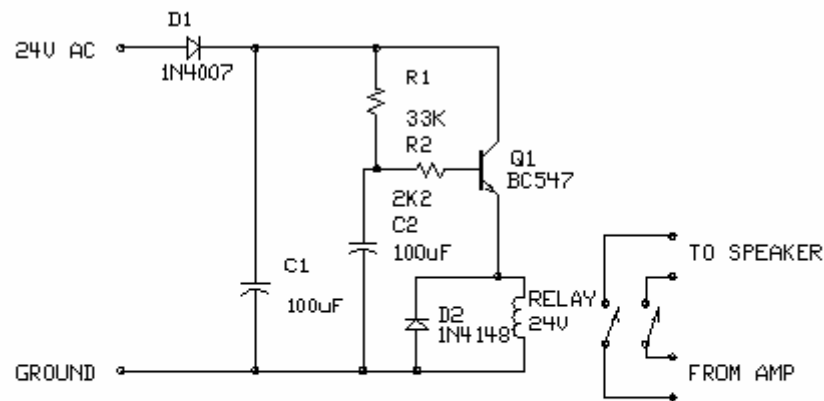 D1
24V AC
1N4007
R1
33K
R2
Q1
BC547
2K2
C2
100uF
TO SPEAKER
C1
100uF
RELAY
24V
D2
1N4148
GROUND
FROM AMP